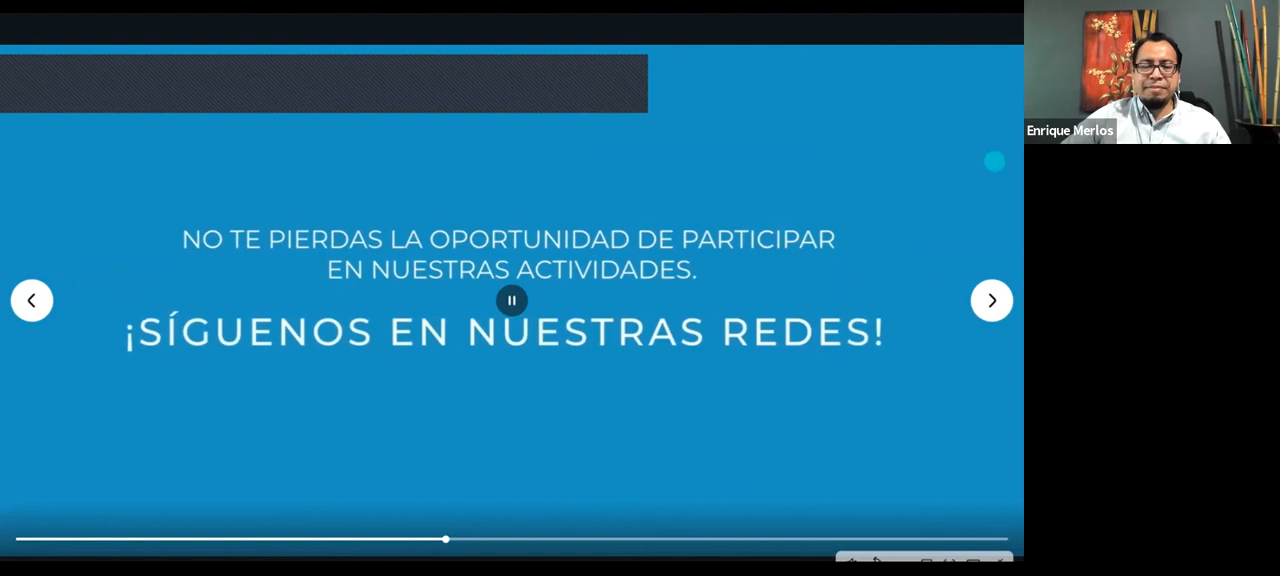 NO TE PIERDAS LA OPORTUNIDAD DE PARTICIPAR
EN NUESTRAS ACTIVIDADES.
¡SÍGUENOS EN NUESTRAS REDES!
Enrique Merlos